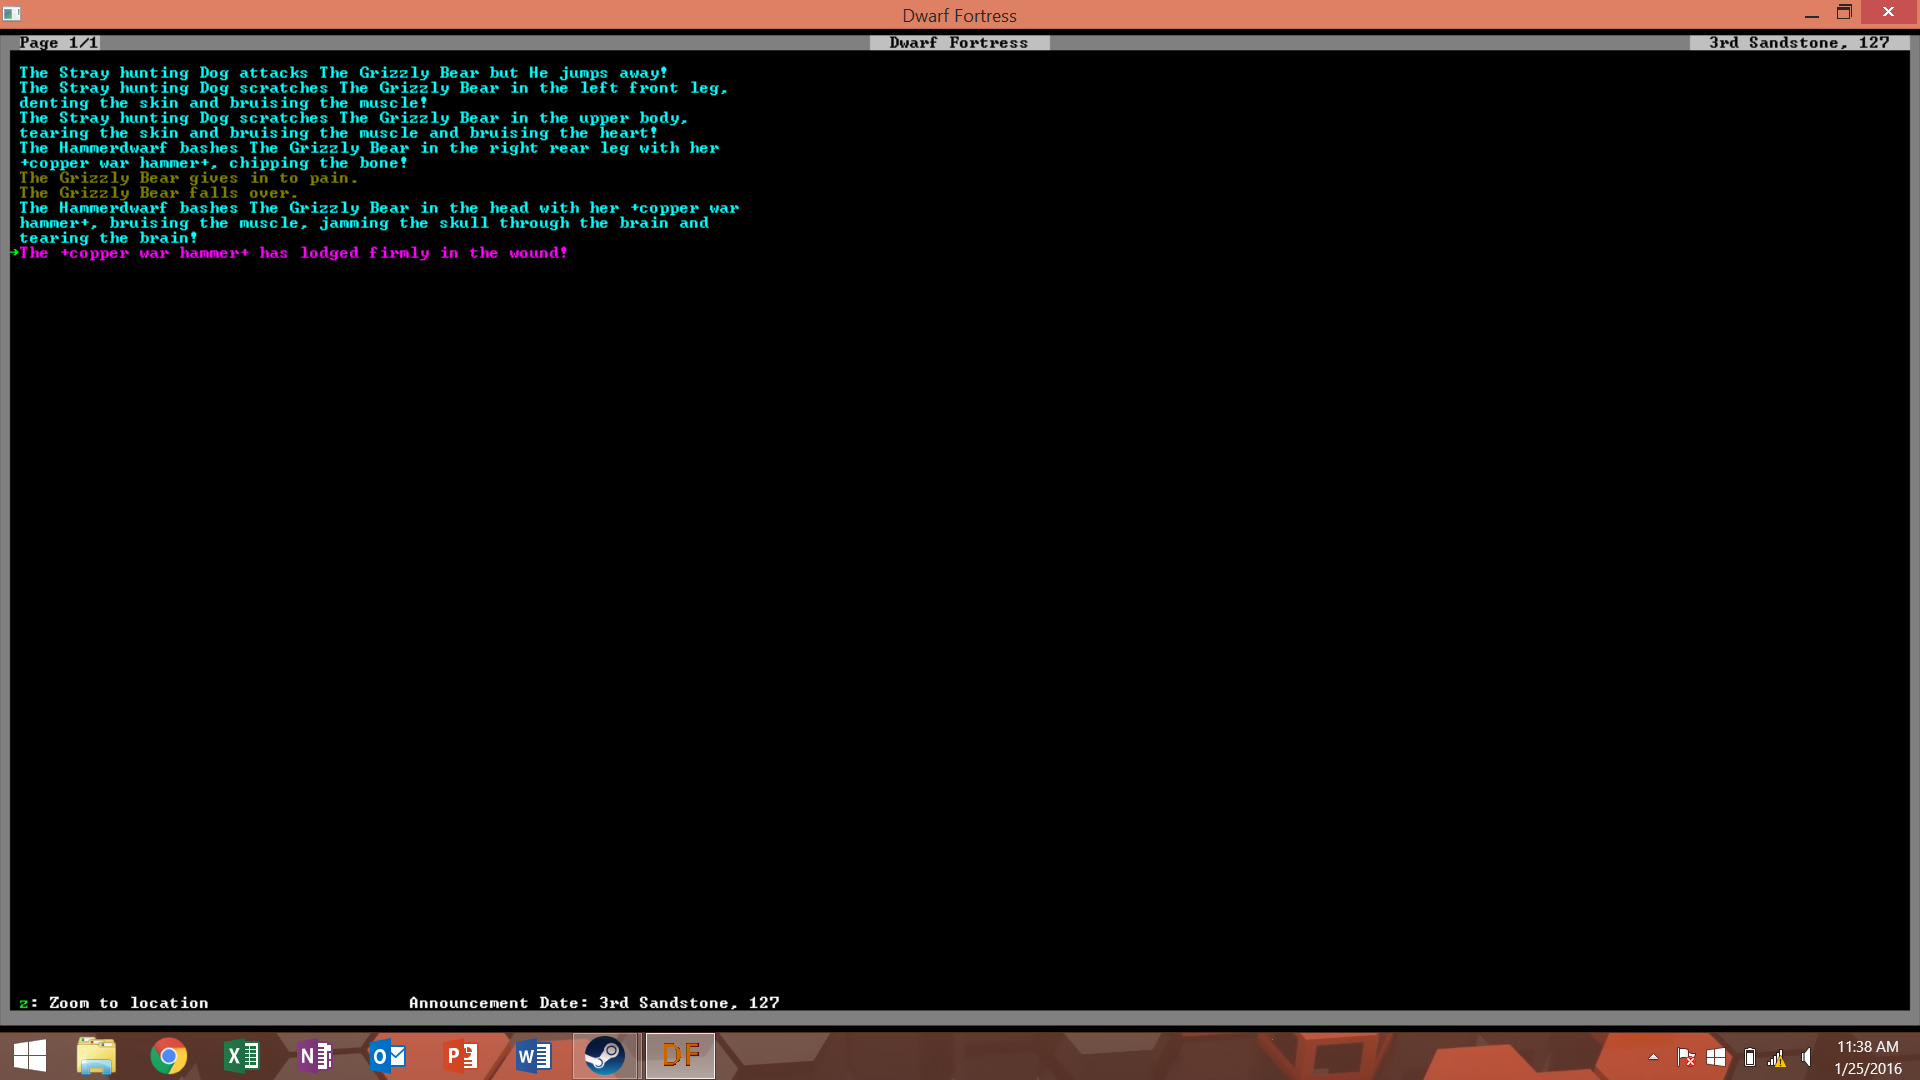 Dwarf Fortress
Page 1/1
Dwarf Fortress
3rd Sandstone, 127
The Stray hunting Dog attacks The Grizzly Bear but He jumps away!
The Stray hunting Dog scratches The Grizzly Bear in the left front leg,
denting the skin and bruising the muscle!
The Stray hunting Dog scratches The Grizzly Bear in the upper body,
tearing the skin and bruising the muscle and bruising the heart!
The Hammerdwarf bashes The Grizzly Bear in the right rear leg with her
+copper war hammer+, chipping the bone!
The Grizzly Bear gives in to pain.
The Grizzly Bear falls over.
The Hammerdwarf bashes The Grizzly Bear in the head with her +copper war
hammer+, bruising the muscle, jamming the skull through the brain and
tearing the brain!
The +copper war hammer+ has lodged firmly in the wound!
z: Zoom to location
Announcement Date: 3rd Sandstone, 127
DF
11:38 AM
1/25/2016